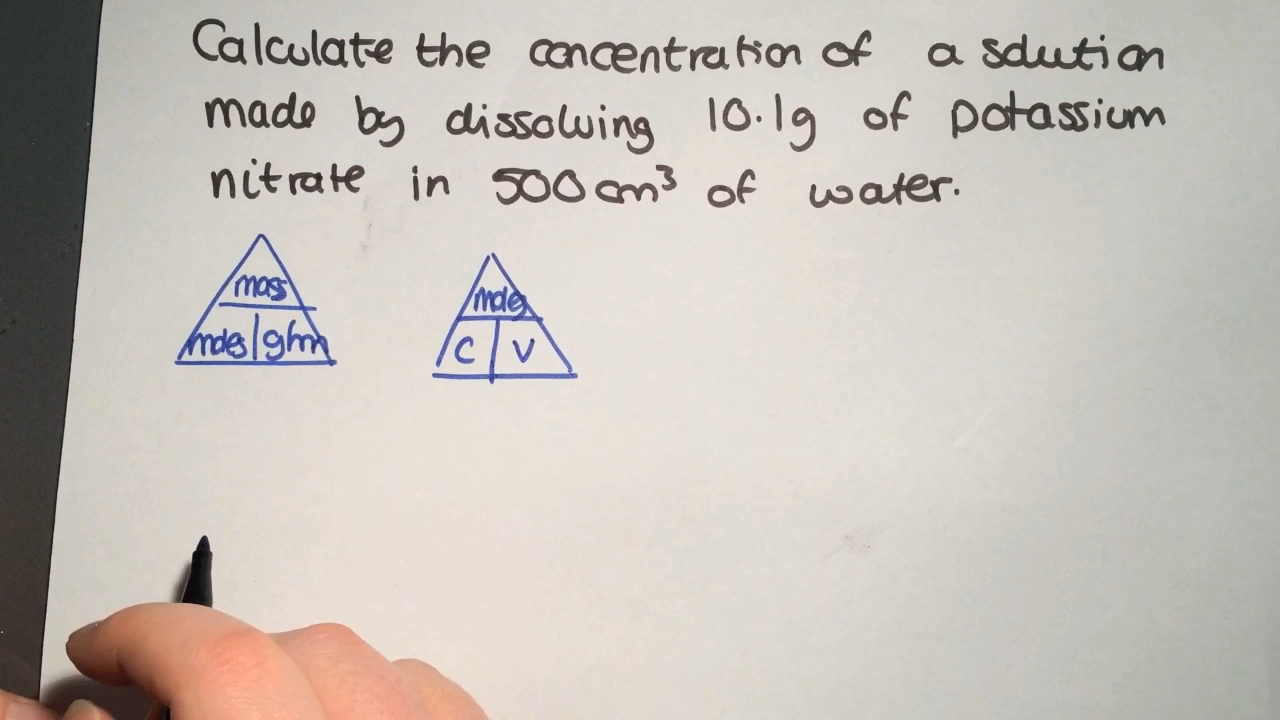 Calculate the concentration of a solution
made by dissolving 10.1g of potassium
nitrate in 500cm³ of water.
mass
moles gfm
moles
C V